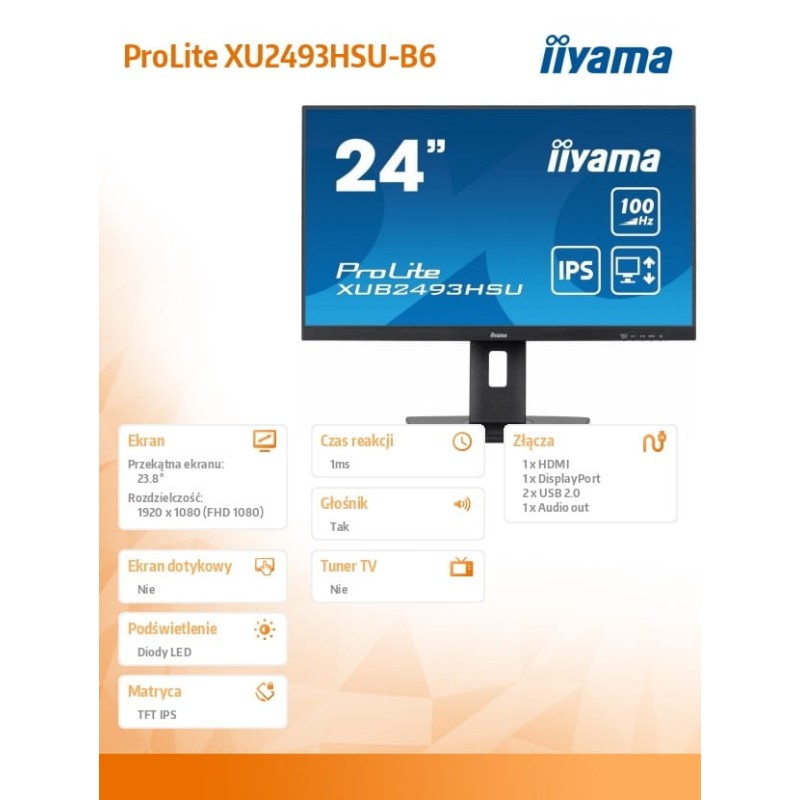 ProLite XU2493HSU-B6
iiyama
24"
iiyama
100
Hz
IPS
ProLite
XUB2493HSU
iiyama
Ekran
Przekątna ekranu:
23.8"
Rozdzielczość:
1920 x 1080 (FHD 1080)
Czas reakcji
1ms
Złącza
1 x HDMI
1 x DisplayPort
2 x USB 2.0
1 x Audio out
Głośnik
Tak
Ekran dotykowy
Nie
Tuner TV
Nie
Podświetlenie
Diody LED
Matryca
TFT IPS